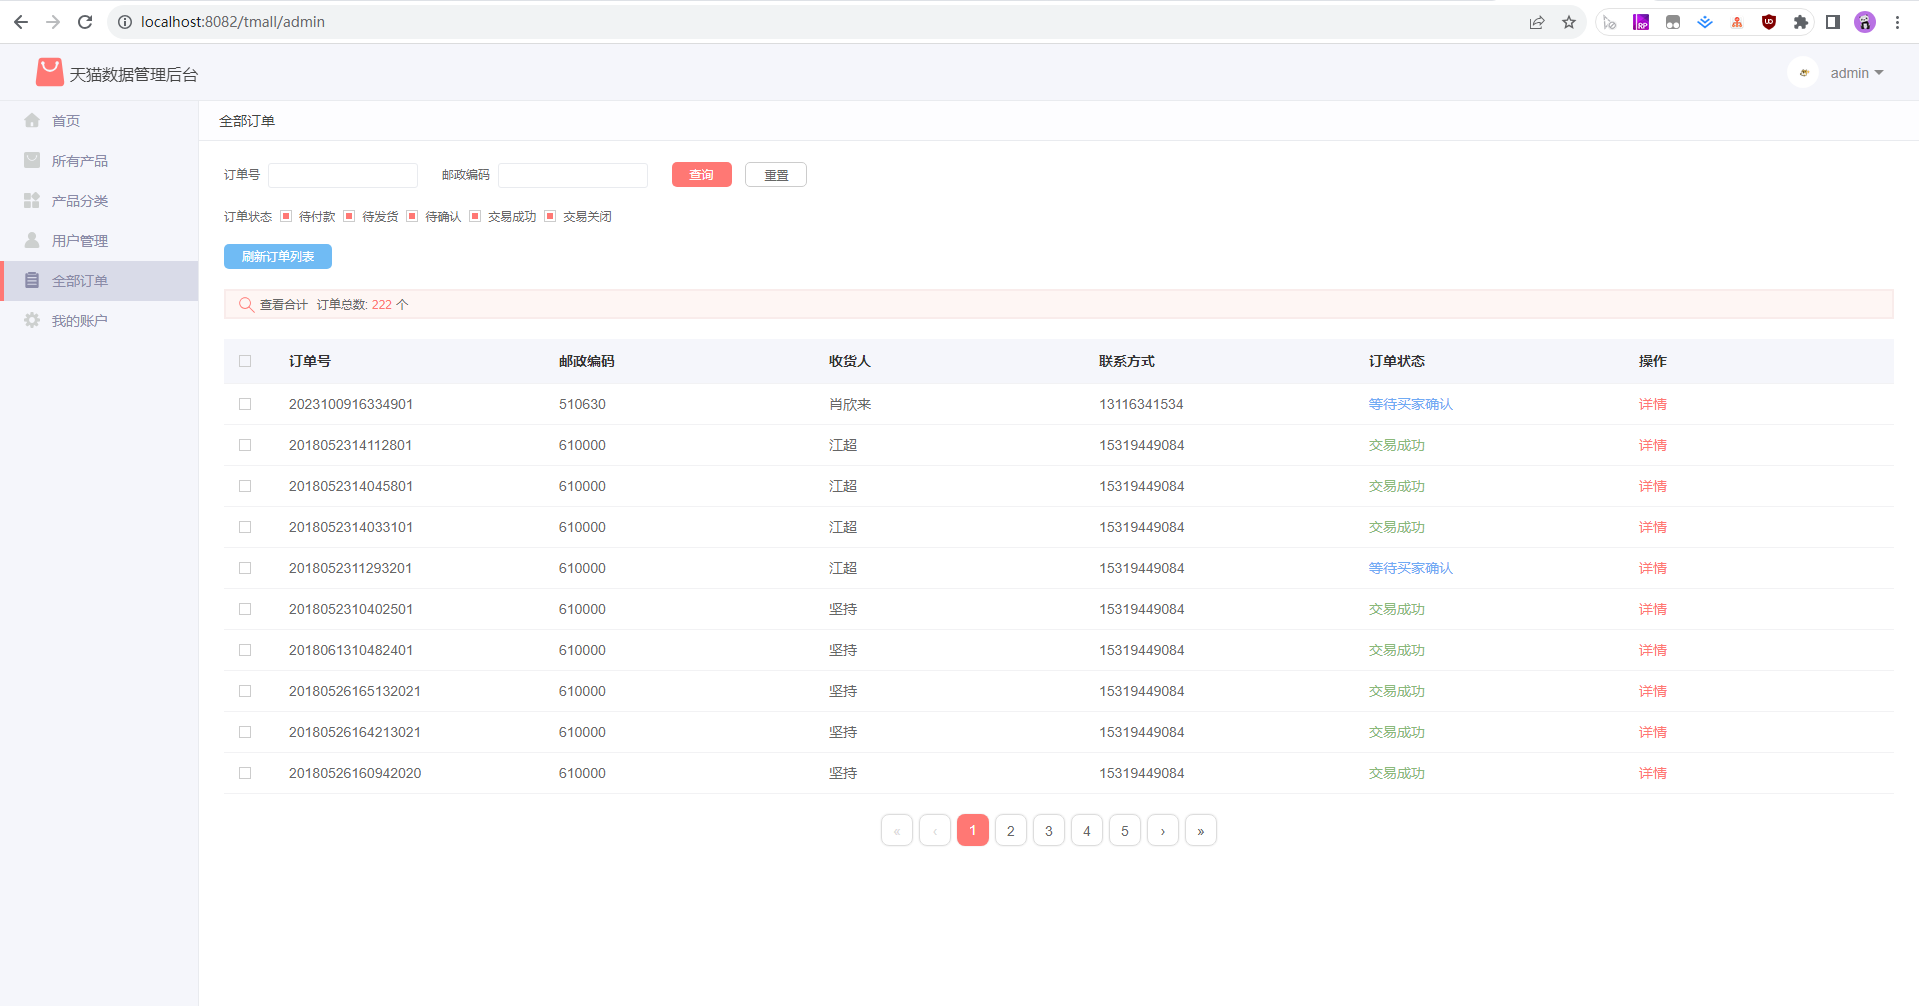 localhost:8082/tmall/admin
天猫数据管理后台
admin
首页
所有产品
产品分类
用户管理
全部订单
我的账户
全部订单
订单号 邮政编码 查询 重置
订单状态 待付款 待发货 待确认 交易成功 交易关闭
刷新订单列表
查看合计 订单总数: 222 个
订单号 邮政编码 收货人 联系方式 订单状态 操作
2023100916334901 510630 肖欣来 13116341534 等待买家确认 详情
2018052314112801 610000 江超 15319449084 交易成功 详情
2018052314045801 610000 江超 15319449084 交易成功 详情
2018052314033101 610000 江超 15319449084 交易成功 详情
2018052311293201 610000 江超 15319449084 等待买家确认 详情
2018052310402501 610000 坚持 15319449084 交易成功 详情
2018061310482401 610000 坚持 15319449084 交易成功 详情
20180526165132021 610000 坚持 15319449084 交易成功 详情
20180526164213021 610000 坚持 15319449084 交易成功 详情
20180526160942020 610000 坚持 15319449084 交易成功 详情
« ‹ 1 2 3 4 5 › »